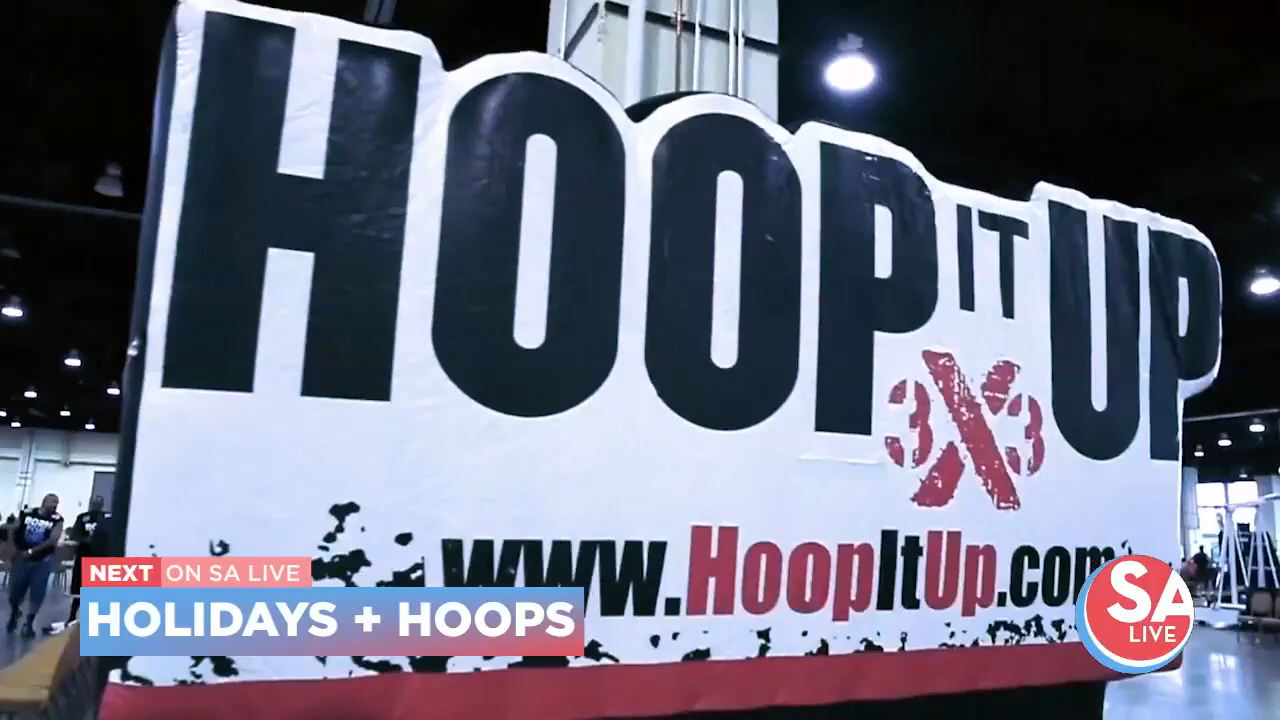 HOOP IT UP
3X3
www.HoopItUp.com
NEXT ON SA LIVE
HOLIDAYS + HOOPS
SA
LIVE